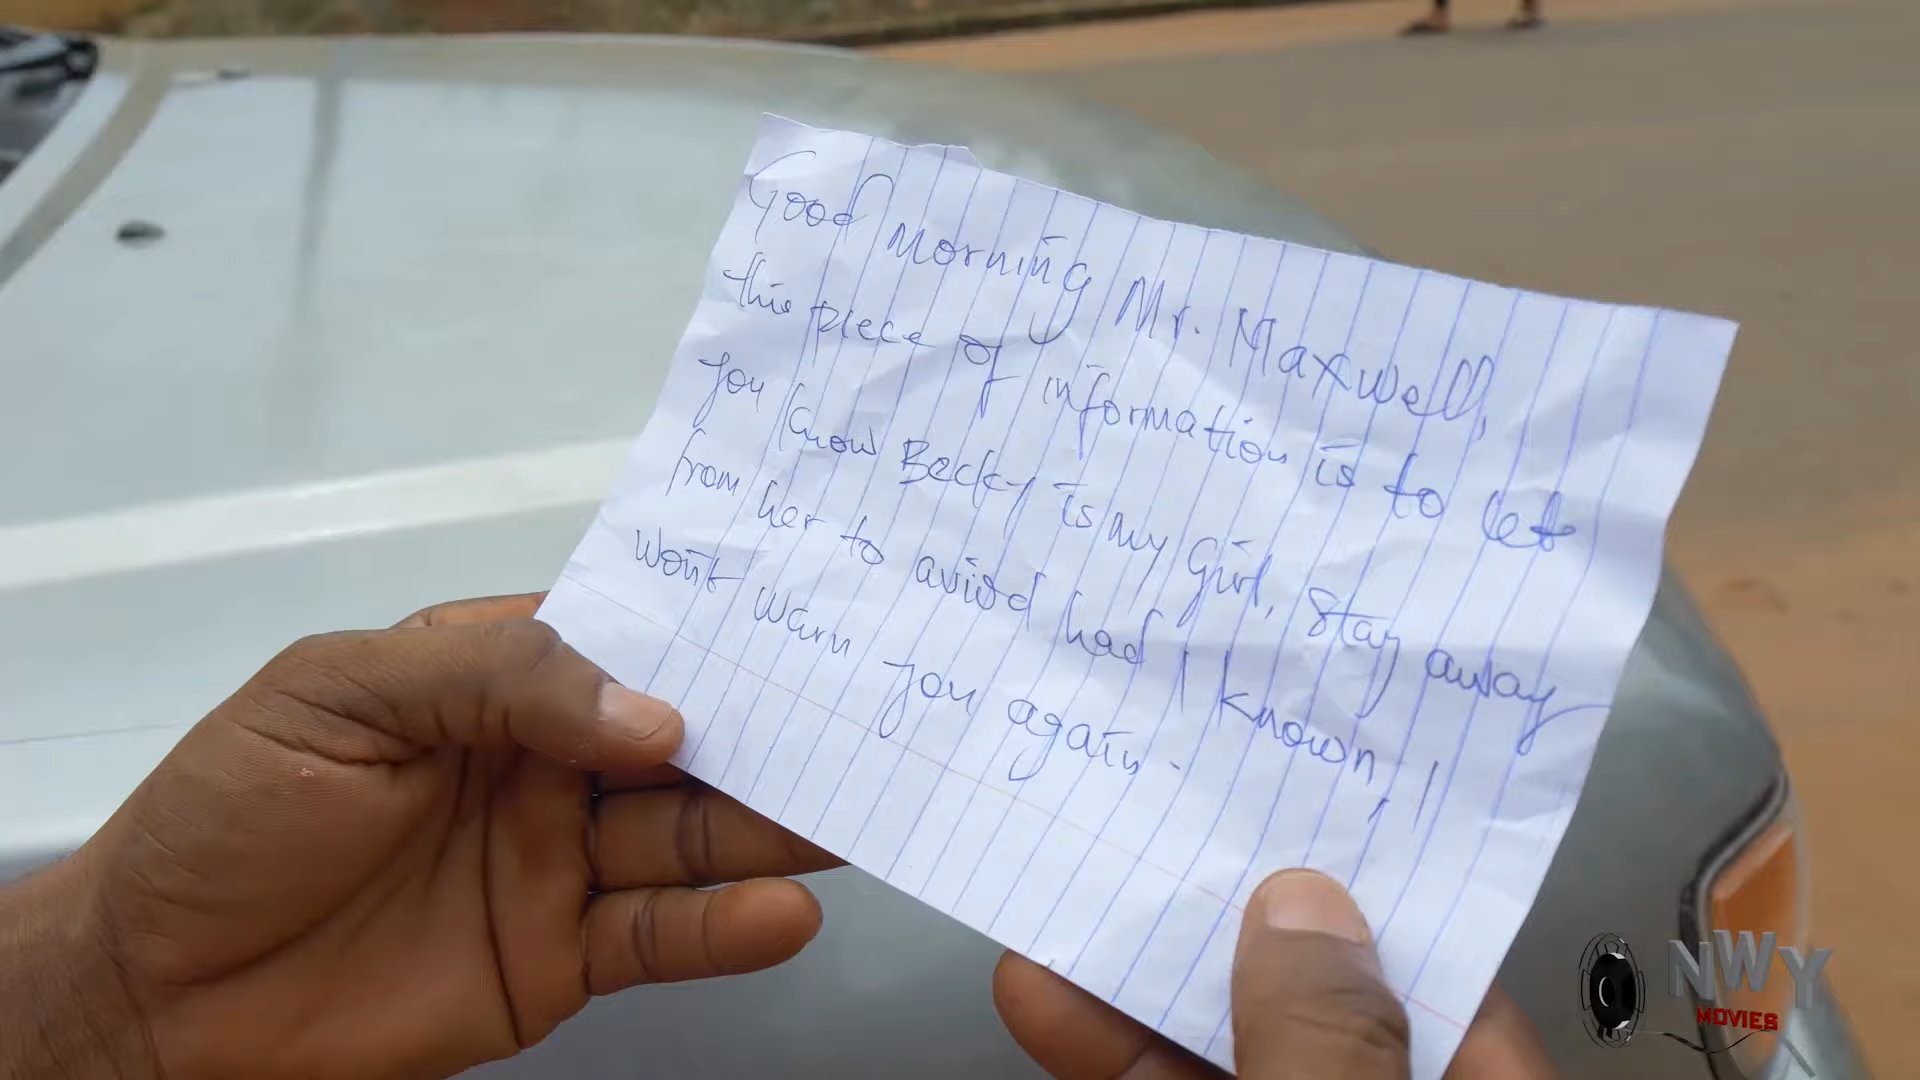 Good Morning Mr. Maxwell,
this piece of information is to let
you know Becky is my Girl, Stay away
from her to aviod had I known, I
wont warn you again.
NWY
MOVIES